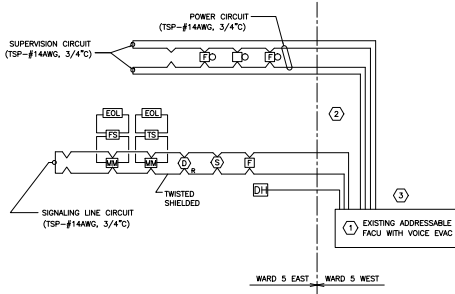 POWER CIRCUIT
(TSP-#14AWG, 3/4"C)
SUPERVISION CIRCUIT
(TSP-#14AWG, 3/4"C)
F F
2
EOL EOL
FS TS
MM MM D R S F
DH
TWISTED
SHIELDED
3
SIGNALING LINE CIRCUIT
(TSP-#14AWG, 3/4"C)
1 EXISTING ADDRESSABLE
FACU WITH VOICE EVAC
WARD 5 EAST WARD 5 WEST